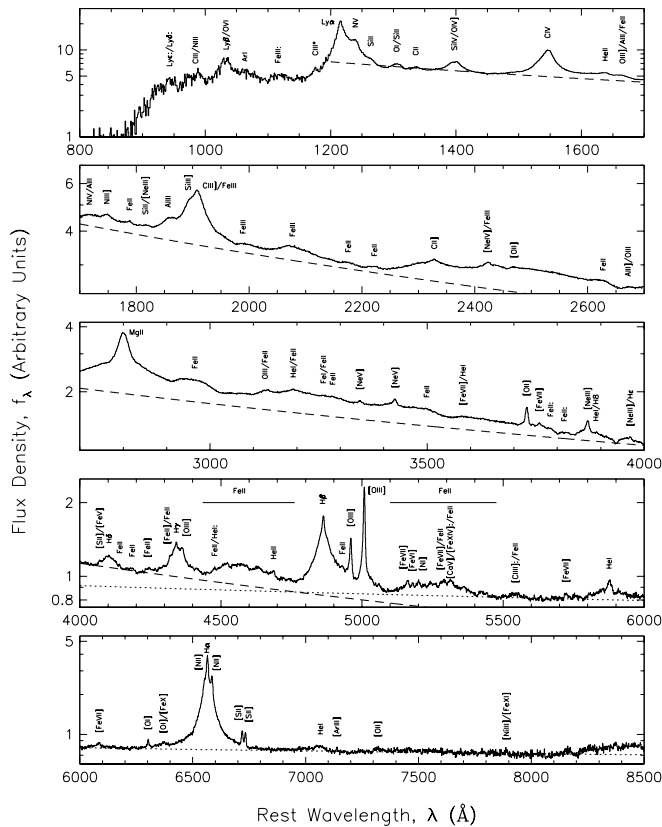 Flux Density, fλ (Arbitrary Units)
Lyα
NV
SiII
Lyε:/Lyδ:
CIII/NIII
Lyβ/OVI
ArI
FeIII:
CIII*
OI/SiII
CII
SiIV/OIV]
CIV
HeII
OIII]/AlII/FeII
10
5
1
800 1000 1200 1400 1600
NIV/AlII
NIII]
FeII
SiII/[NeIII]
AlIII
SiIII]
CIII]/FeIII
FeIII
FeIII
FeII
FeII
CII]
[NeIV]/FeIII
[OII]
FeII
AlII]/OIII
6
4
1800 2000 2200 2400 2600
MgII
FeII
OIII/FeII
HeI/FeII
FeI/FeII
FeII
[NeV]
[NeV]
FeII
[FeVII]/HeI
[OII]
[FeVII]
FeII:
FeII:
[NeIII]
HeI/H8
[NeIII]/Hε
4
2
3000 3500 4000
[SII]/[FeV]
Hδ
FeII
FeII
[FeII]
[FeII]/FeII
Hγ
[OIII]
FeII/HeI:
FeII
HeII
Hβ
FeII
[OIII]
[OIII]
FeII
[FeVII]
[FeVI]
[NI]
[FeVII]/FeII
[CaV]/[FeXIV]:/FeII
[ClIII]:/FeII
[FeVII]
HeI
2
1
0.8
4000 4500 5000 5500 6000
[FeVII]
[OI]
[OI]/[FeX]
[NII]
Hα
[NII]
[SII]
[SII]
HeI
[ArIII]
[OII]
[NiIII]/[FeXI]
5
1
6000 6500 7000 7500 8000 8500
Rest Wavelength, λ (Å)